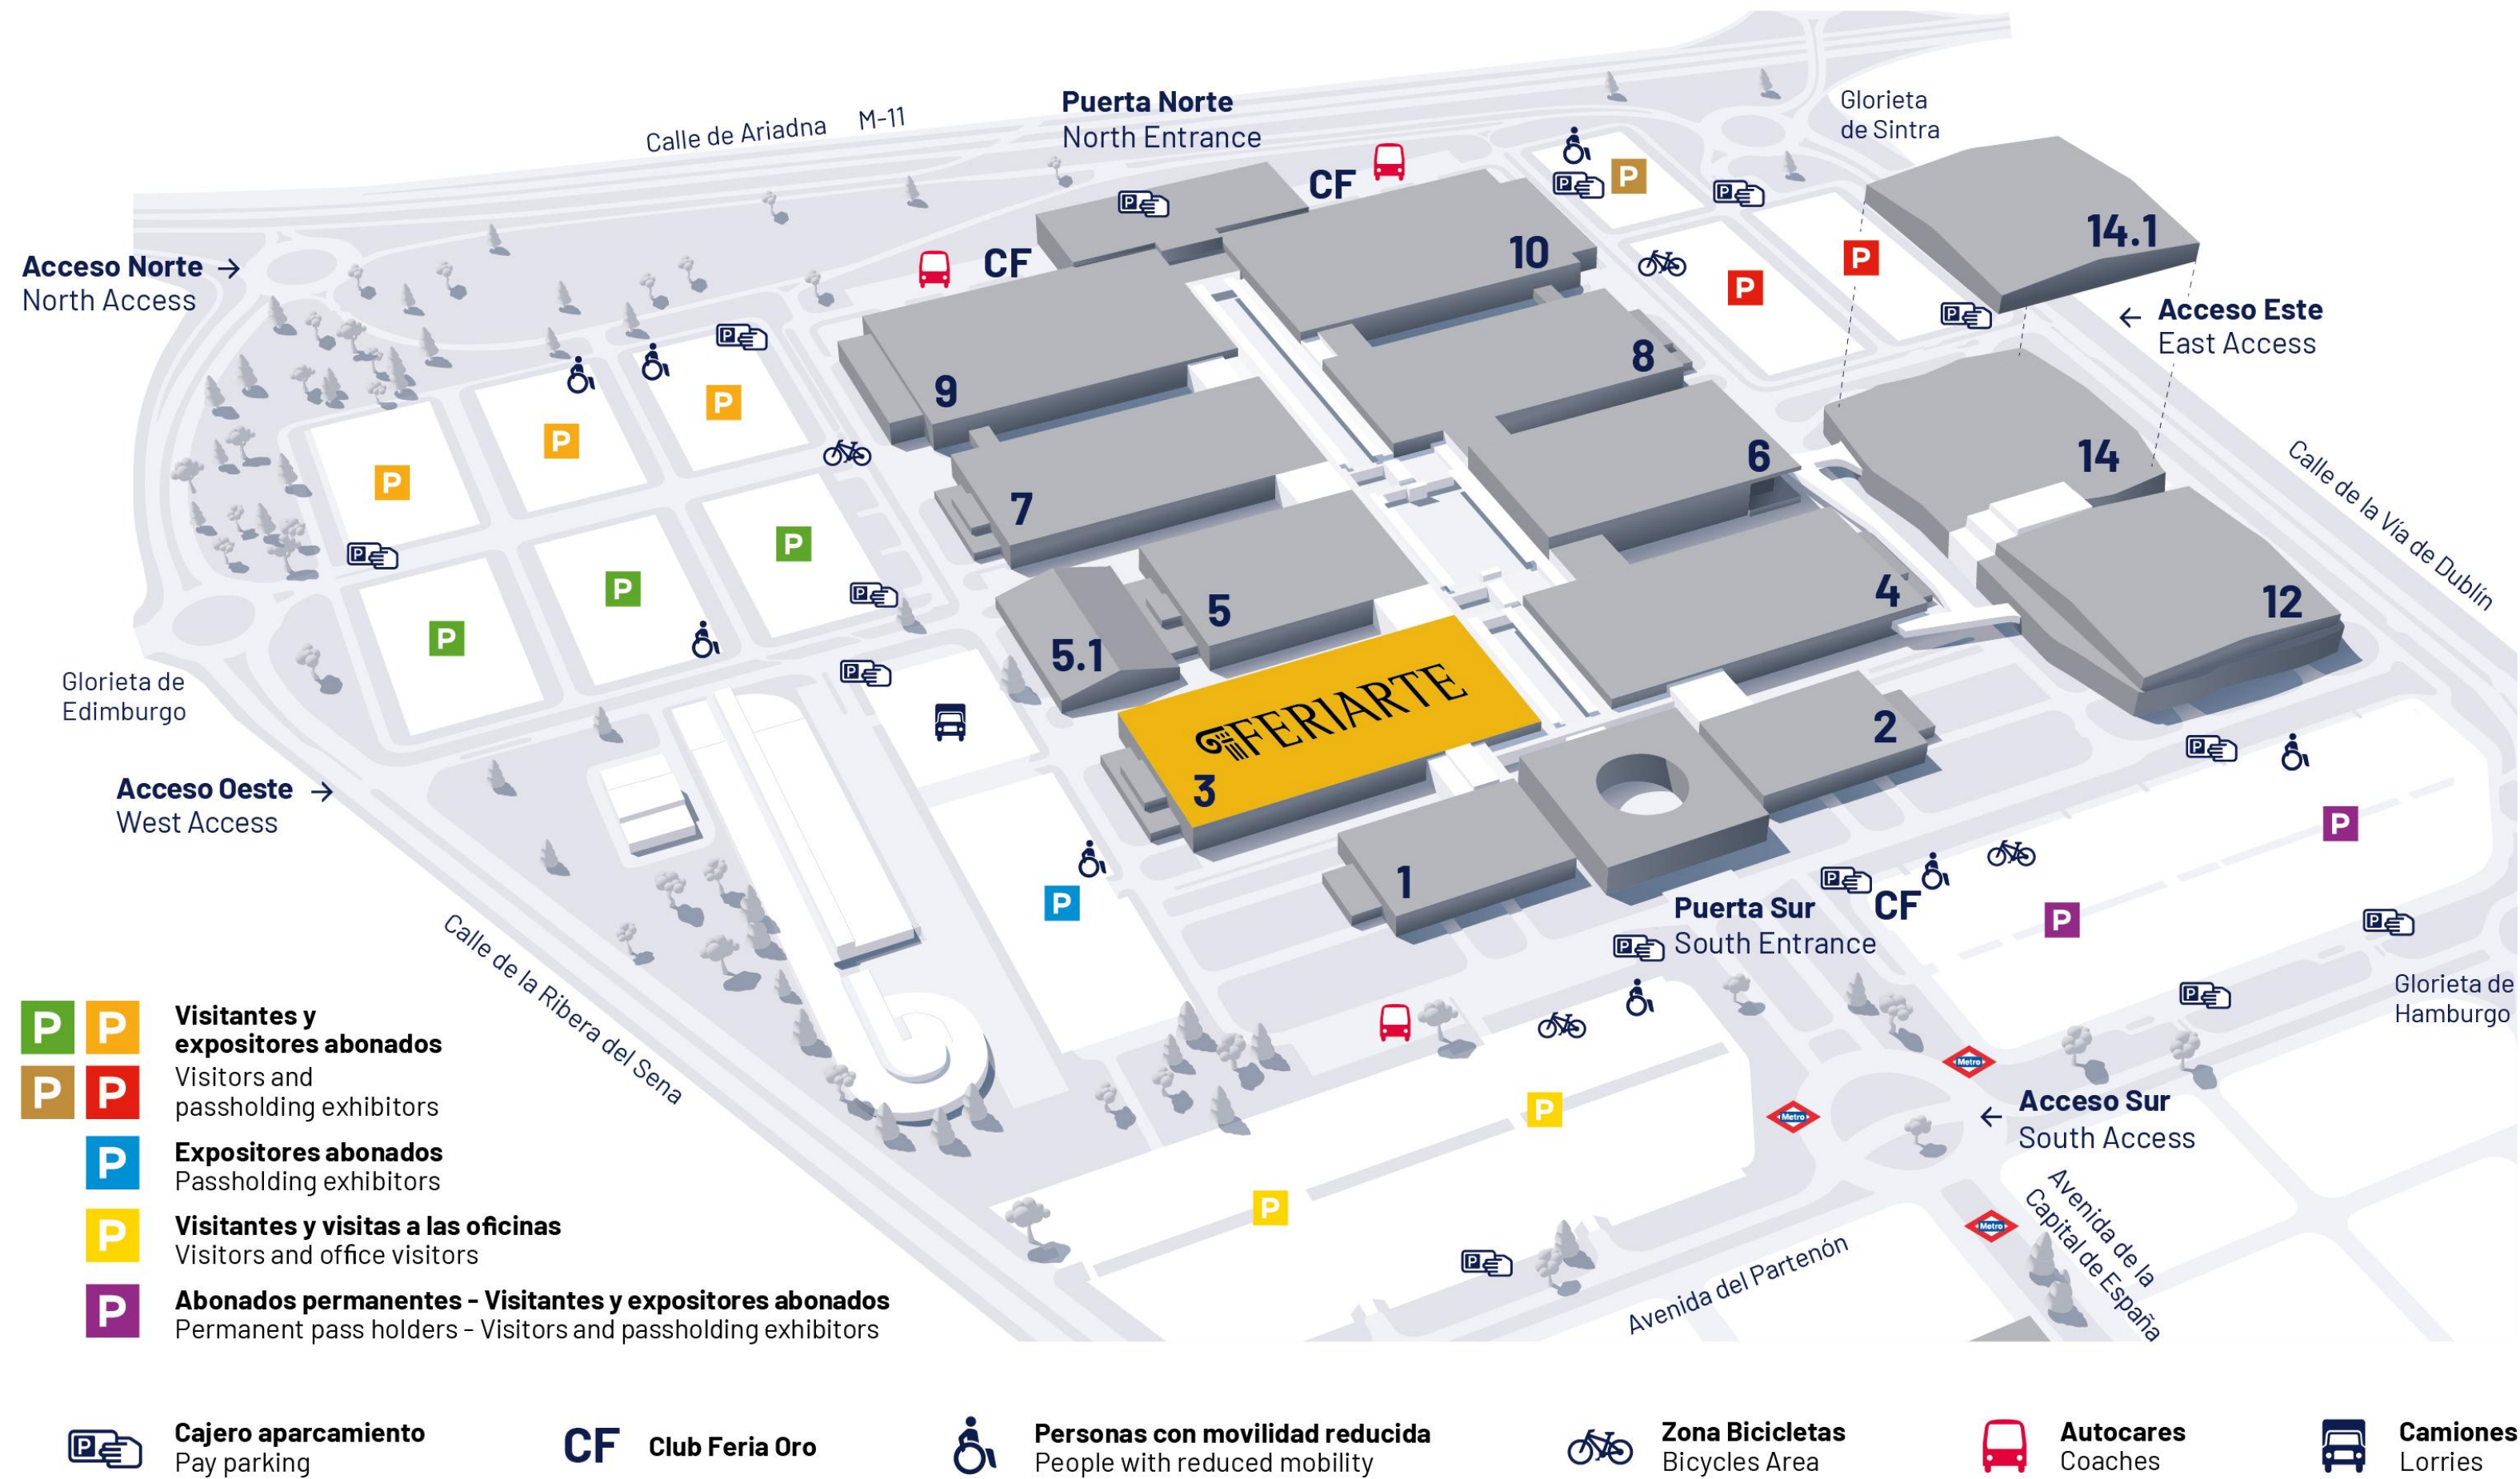 Puerta Norte
North Entrance
Calle de Ariadna M-11
Glorieta
de Sintra
CF
P
P
P
14.1
10
Acceso Norte →
North Access
CF
P
P
P
P
← Acceso Este
East Access
P
8
9
P
P
6
14
Calle de la Vía de Dublín
P
7
P
P
P
5
4
12
P
5.1
P
P
FERIARTE
Glorieta de
Edimburgo
2
3
Acceso Oeste →
West Access
P
P
1
P
CF
P
Puerta Sur
South Entrance
P
P
P
Calle de la Ribera del Sena
Glorieta de
Hamburgo
P
Metro
Metro
← Acceso Sur
South Access
P
P
Metro
Avenida de la
Capital de España
Avenida del Partenón
P
P P
Visitantes y
expositores abonados
P P
Visitors and
passholding exhibitors
P
Expositores abonados
Passholding exhibitors
P
Visitantes y visitas a las oficinas
Visitors and office visitors
P
Abonados permanentes - Visitantes y expositores abonados
Permanent pass holders - Visitors and passholding exhibitors
P
Cajero aparcamiento
Pay parking
CF
Club Feria Oro
Personas con movilidad reducida
People with reduced mobility
Zona Bicicletas
Bicycles Area
Autocares
Coaches
Camiones
Lorries